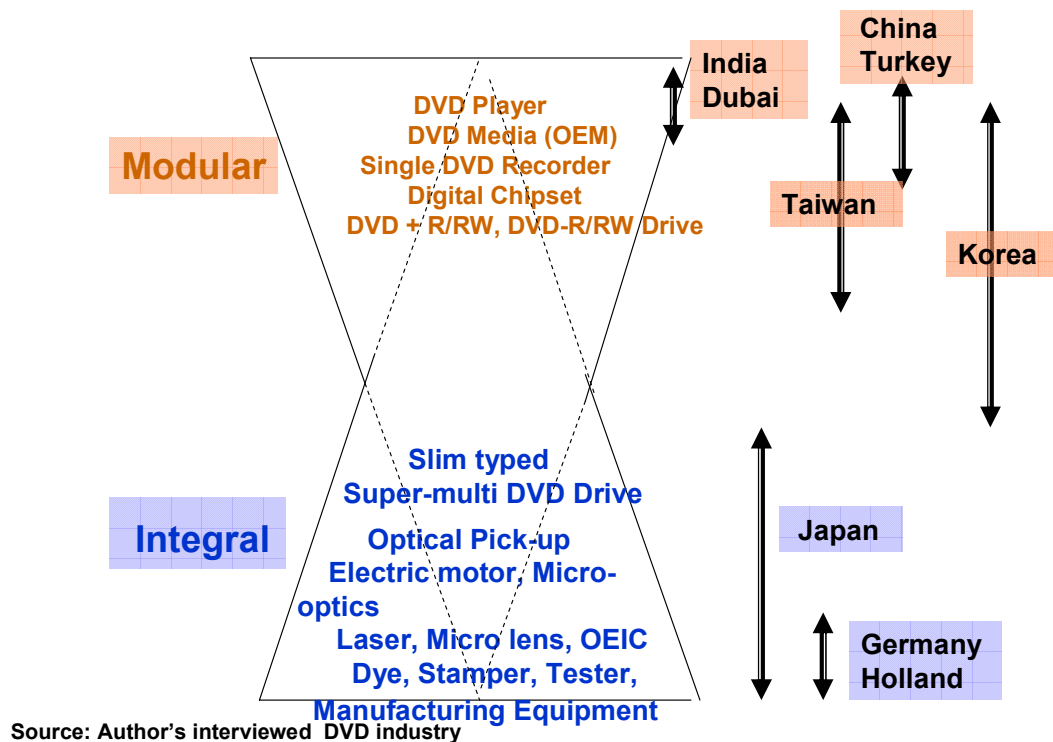 China
Turkey
India
Dubai
DVD Player
DVD Media (OEM)
Modular
Single DVD Recorder
Digital Chipset
DVD + R/RW, DVD-R/RW Drive
Taiwan
Korea
Slim typed
Super-multi DVD Drive
Integral
Optical Pick-up
Electric motor, Micro-
optics
Laser, Micro lens, OEIC
Dye, Stamper, Tester,
Manufacturing Equipment
Japan
Germany
Holland
Source: Author's interviewed DVD industry